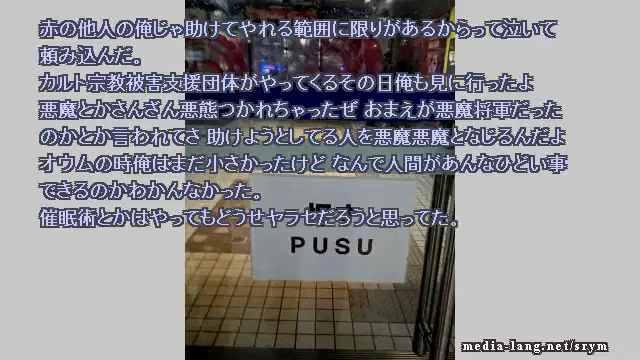 赤の他人の俺じゃ助けてやれる範囲に限りがあるからって泣いて
頼み込んだ。
カルト宗教被害支援団体がやってくるその日俺も見に行ったよ
悪魔とかさんざん悪態つかれちゃったぜ おまえが悪魔将軍だった
のかとか言われてさ 助けようとしてる人を悪魔悪魔となじるんだよ
オウムの時俺はまだ小さかったけど なんて人間があんなひどい事
できるのかわかんなかった。
催眠術とかはやってもどうせヤラセだろうと思ってた。
PUSU
media-lang.net/srym